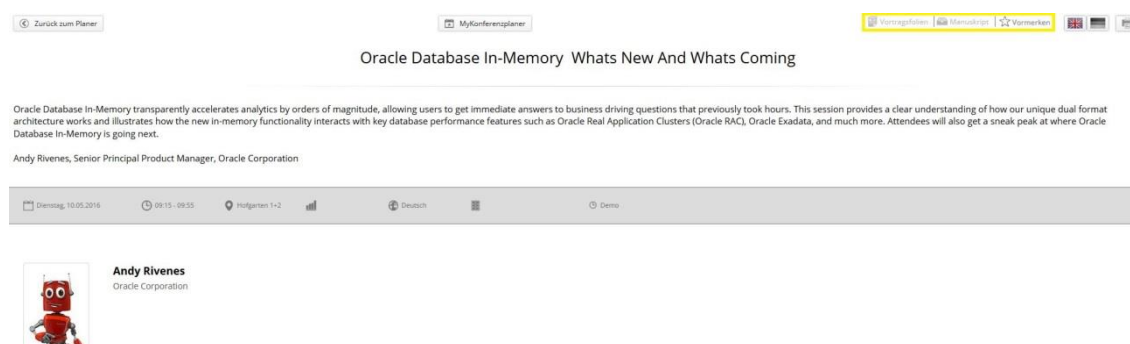 Zurück zum Planer
MyKonferenzplaner
Vortragsfolien Manuskript Vormerken
Oracle Database In-Memory Whats New And Whats Coming
Oracle Database In-Memory transparently accelerates analytics by orders of magnitude, allowing users to get immediate answers to business driving questions that previously took hours. This session provides a clear understanding of how our unique dual format
architecture works and illustrates how the new in-memory functionality interacts with key database performance features such as Oracle Real Application Clusters (Oracle RAC), Oracle Exadata, and much more. Attendees will also get a sneak peak at where Oracle
Database In-Memory is going next.
Andy Rivenes, Senior Principal Product Manager, Oracle Corporation
Dienstag, 10.05.2016 09:15 - 09:55 Hofgarten 1+2 Deutsch Demo
Andy Rivenes
Oracle Corporation